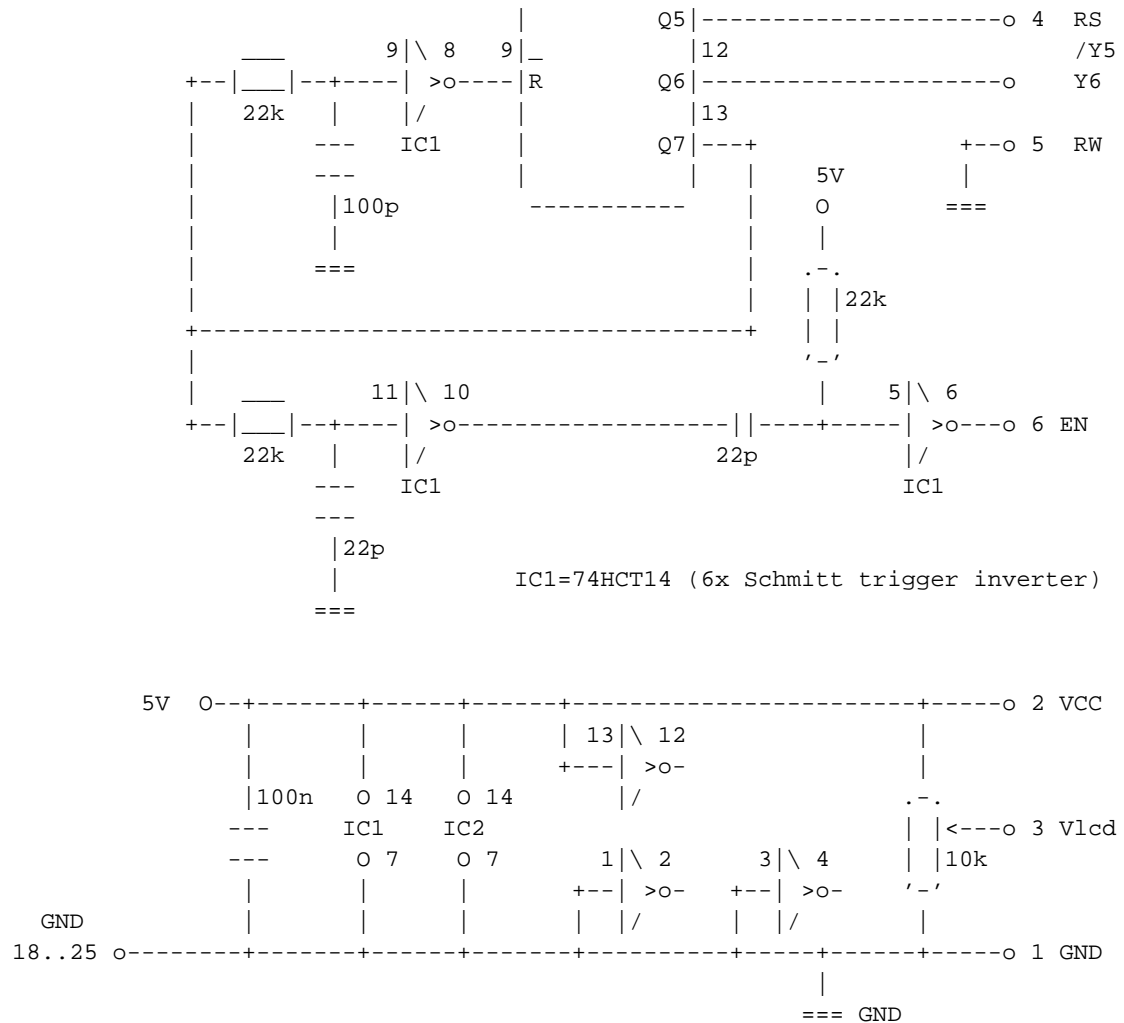 Q5 4 RS
9 8 9 12 /Y5
R Q6 Y6
22k 13
IC1 Q7 5 RW
5V
100p O
22k
11 10 5 6
6 EN
22k 22p
IC1 IC1
22p
IC1=74HCT14 (6x Schmitt trigger inverter)
5V O 2 VCC
13 12
100n O 14 O 14
IC1 IC2 3 Vlcd
O 7 O 7 1 2 3 4 10k
GND
18..25 1 GND
GND